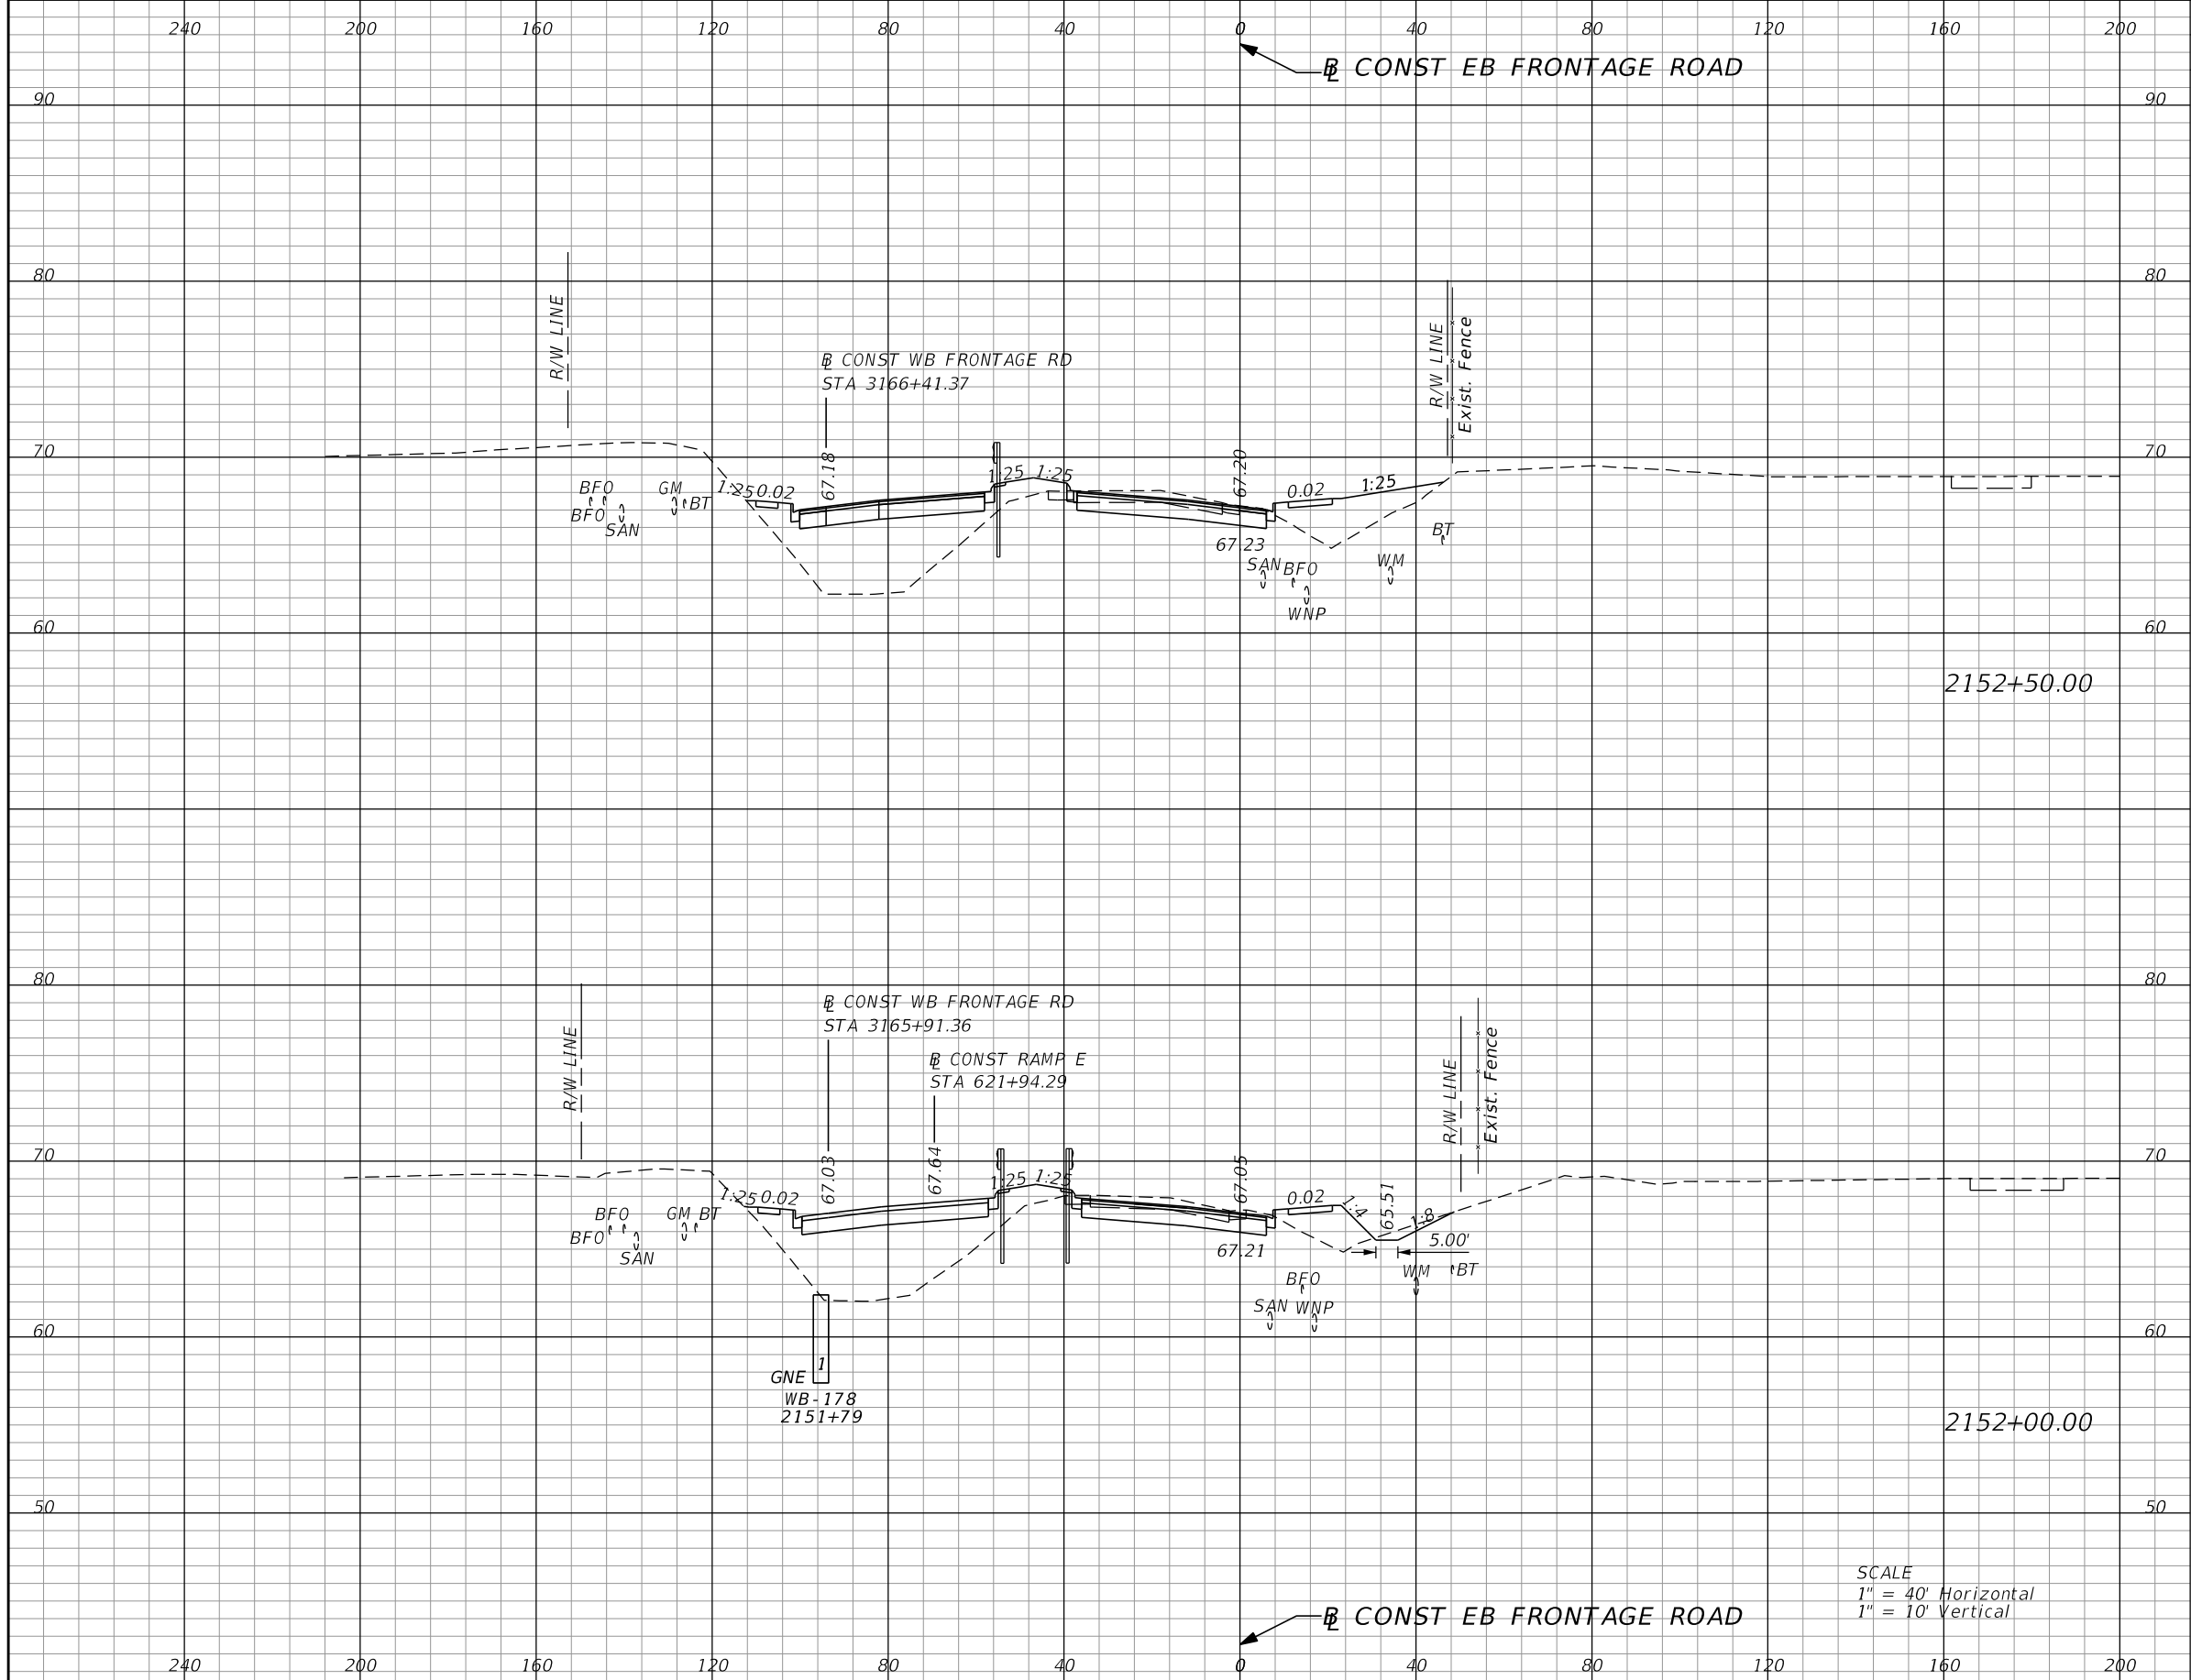 240 200 160 120 80 40 0 40 80 120 160 200
BL CONST EB FRONTAGE ROAD
90 90
80 80
R/W LINE
R/W LINE
Exist. Fence
BL CONST WB FRONTAGE RD
STA 3166+41.37
70 70
67.18
67.20
1:25 0.02
1:25 1:25
0.02 1:25
BFO
GM
BT
BFO
SAN
BT
67.23
SAN BFO
WM
WNP
60 60
2152+50.00
80 80
BL CONST WB FRONTAGE RD
STA 3165+91.36
R/W LINE
R/W LINE
Exist. Fence
BL CONST RAMP E
STA 621+94.29
70 70
67.03
67.64
67.05
65.51
1:25 0.02
1:25 1:25
0.02 1:4
1:8
BFO
GM BT
BFO
SAN
67.21
5.00'
BFO
WM
BT
SAN WNP
60 60
1
GNE
WB-178
2151+79
2152+00.00
50 50
SCALE
1" = 40' Horizontal
1" = 10' Vertical
BL CONST EB FRONTAGE ROAD
240 200 160 120 80 40 0 40 80 120 160 200